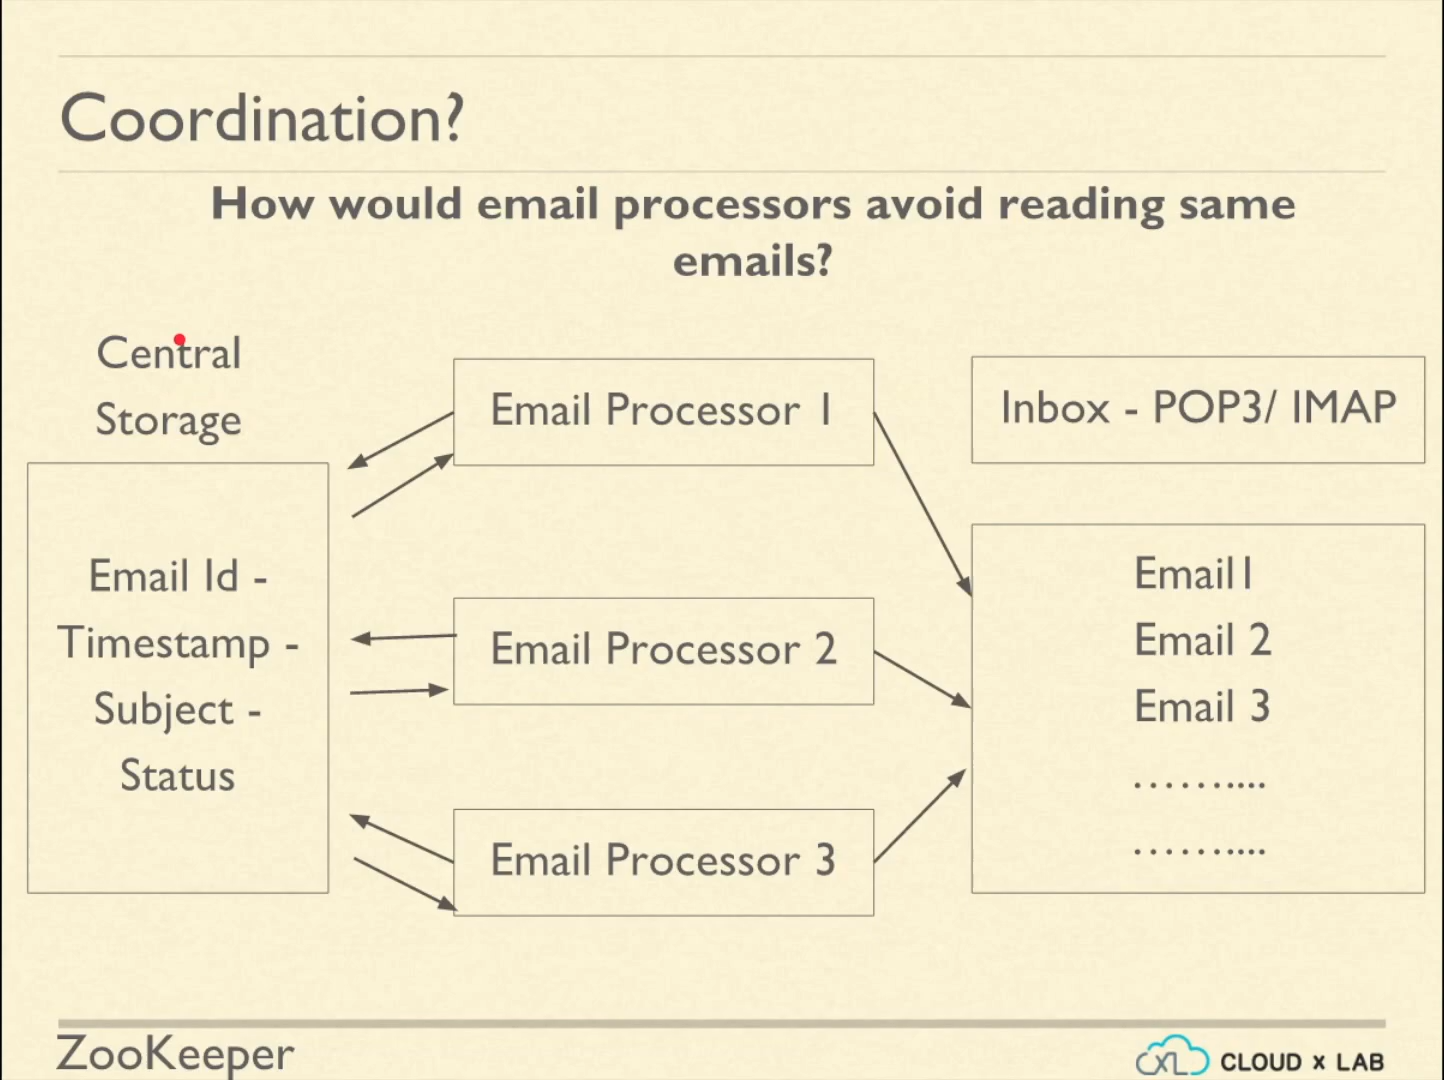 Coordination?
How would email processors avoid reading same
emails?
Central
Storage
Email Id -
Timestamp -
Subject -
Status
Email Processor 1
Email Processor 2
Email Processor 3
Inbox - POP3/ IMAP
Email1
Email 2
Email 3
………....
………....
ZooKeeper
CXL CLOUD x LAB